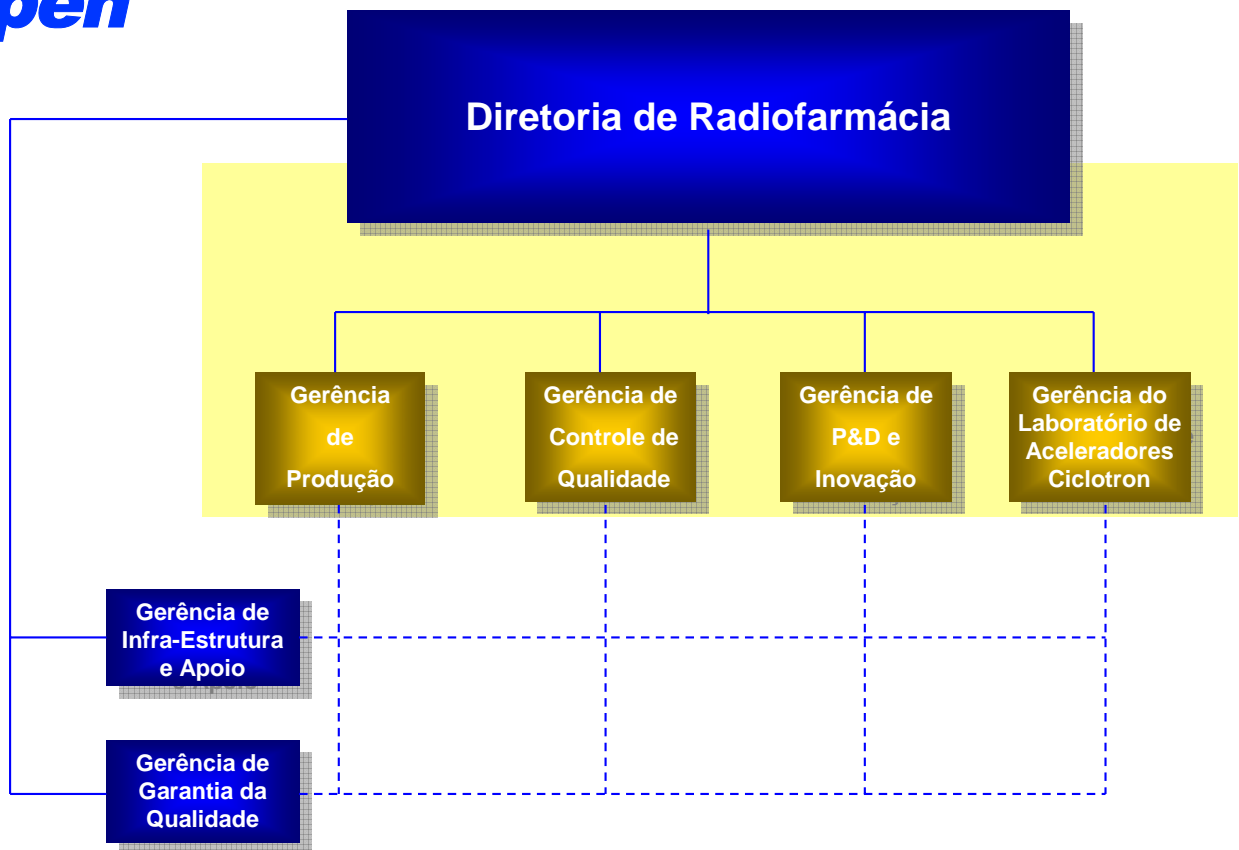 pen
Diretoria de Radiofarmácia
Gerência
de
Produção
Gerência de
Controle de
Qualidade
Gerência de
P&D e
Inovação
Gerência do
Laboratório de
Aceleradores
Ciclotron
Gerência de
Infra-Estrutura
e Apoio
Gerência de
Garantia da
Qualidade